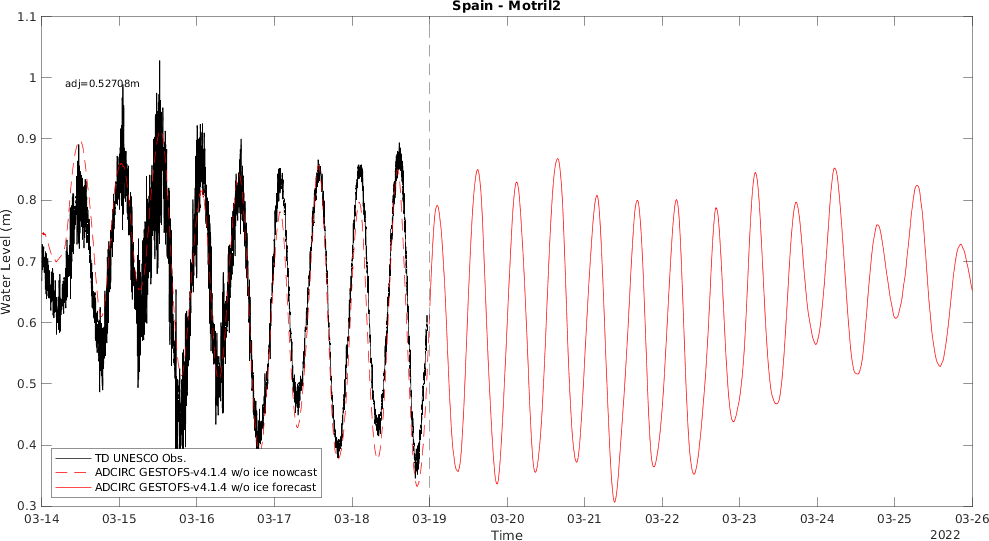 Spain - Motril2
1.1
1
0.9
0.8
0.7
0.6
0.5
0.4
0.3
Water Level (m)
adj=0.52708m
TD UNESCO Obs.
ADCIRC GESTOFS-v4.1.4 w/o ice nowcast
ADCIRC GESTOFS-v4.1.4 w/o ice forecast
03-14 03-15 03-16 03-17 03-18 03-19 03-20 03-21 03-22 03-23 03-24 03-25 03-26
Time
2022